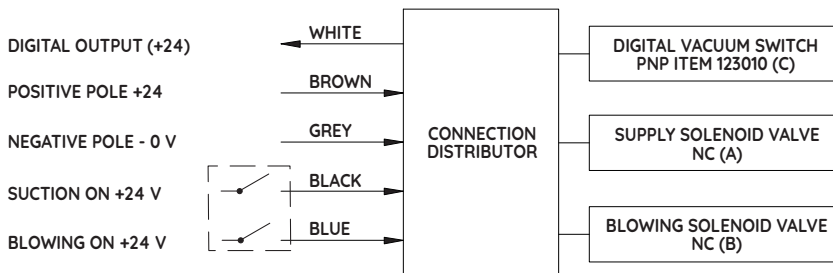 DIGITAL OUTPUT (+24)
WHITE
POSITIVE POLE +24
BROWN
NEGATIVE POLE - 0 V
GREY
SUCTION ON +24 V
BLACK
BLOWING ON +24 V
BLUE
CONNECTION
DISTRIBUTOR
DIGITAL VACUUM SWITCH
PNP ITEM 123010 (C)
SUPPLY SOLENOID VALVE
NC (A)
BLOWING SOLENOID VALVE
NC (B)